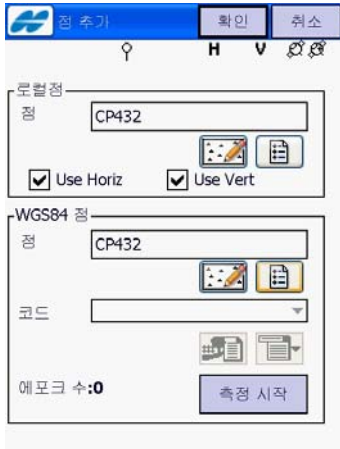 점 추가 확인 취소
H V
로컬점
점 CP432
Use Horiz Use Vert
WGS84 점
점 CP432
코드
에포크 수:0 측정 시작